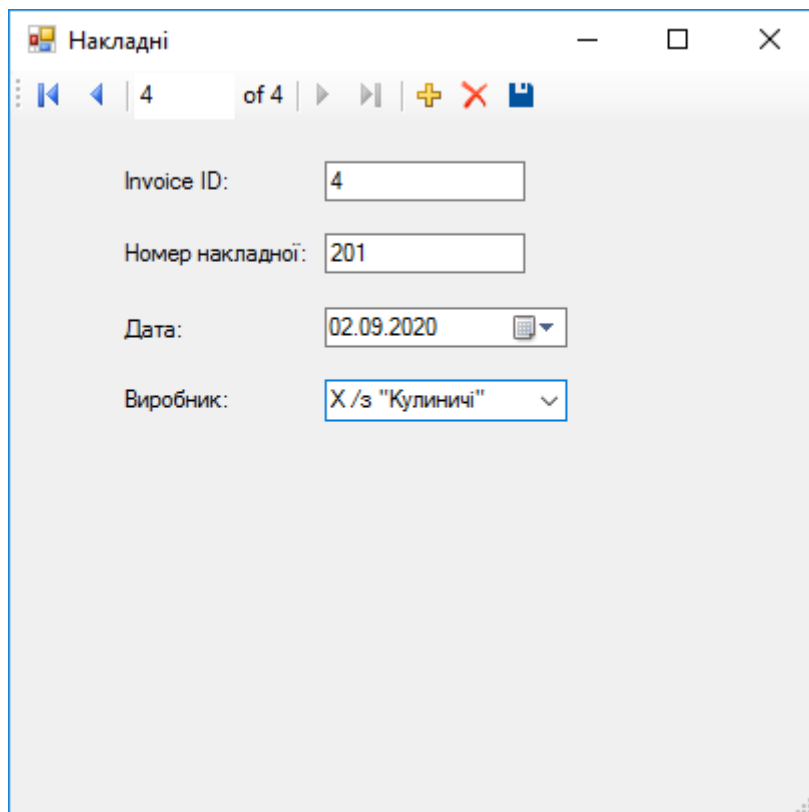 Накладні
4 of 4
Invoice ID: 4
Номер накладної: 201
Дата: 02.09.2020
Виробник: Х /з "Кулиничі"